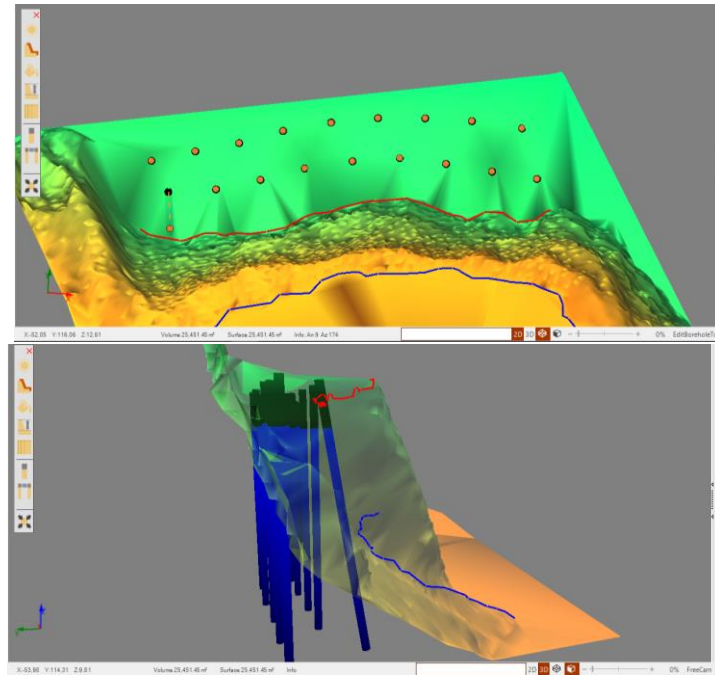 X:-52,05 Y:116,06 Z:12,61 Volume 25,451.45 m³ Surface 25,451.45 m² Info: An 9 Az 174 2D 3D 0% EditBoreholeTo
X:-53,86 Y:114,31 Z:9,61 Volume 25,451.45 m³ Surface 25,451.45 m² Info 2D 3D 0% FreeCam